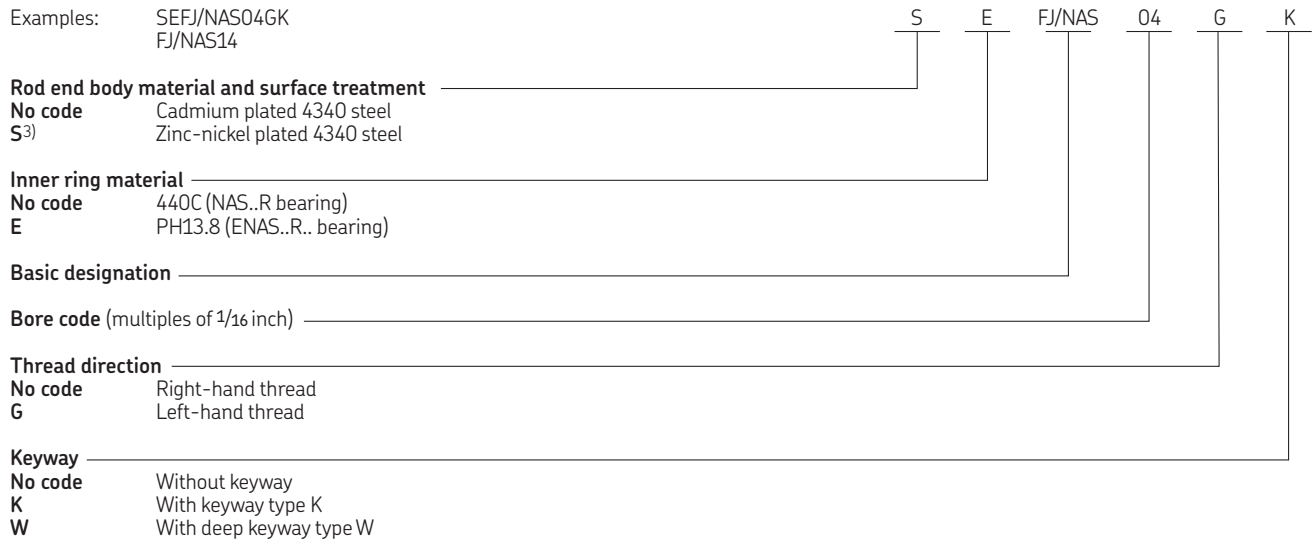 Examples: SEFJ/NAS04GK S E FJ/NAS 04 G K
FJ/NAS14
Rod end body material and surface treatment
No code Cadmium plated 4340 steel
S3) Zinc-nickel plated 4340 steel
Inner ring material
No code 440C (NAS..R bearing)
E PH13.8 (ENAS..R.. bearing)
Basic designation
Bore code (multiples of 1/16 inch)
Thread direction
No code Right-hand thread
G Left-hand thread
Keyway
No code Without keyway
K With keyway type K
W With deep keyway type W